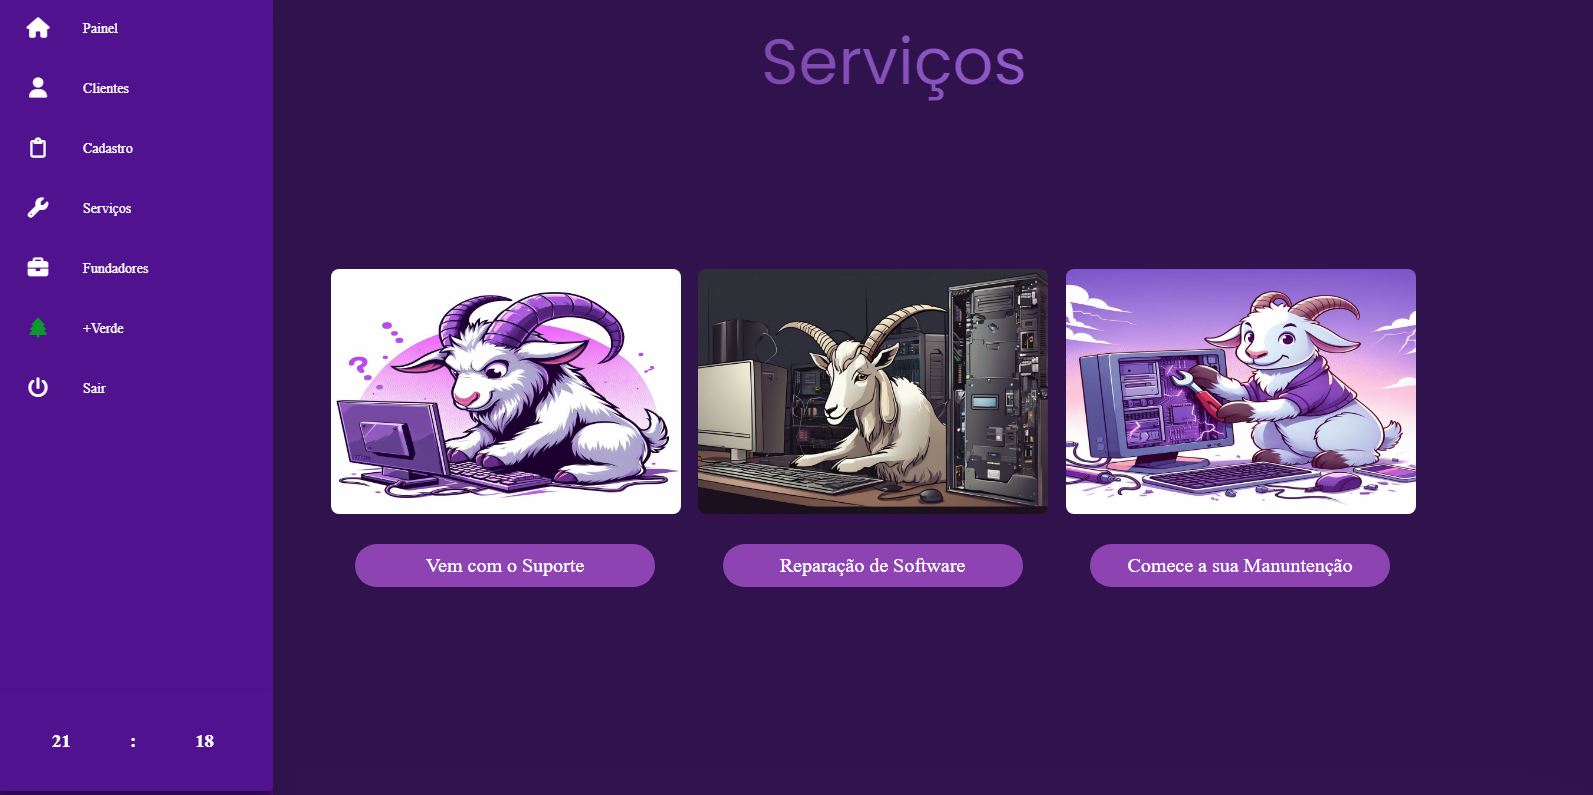 Painel
Clientes
Cadastro
Serviços
Fundadores
+Verde
Sair
21 : 18
Serviços
?
Vem com o Suporte
Reparação de Software
Comece a sua Manuntenção